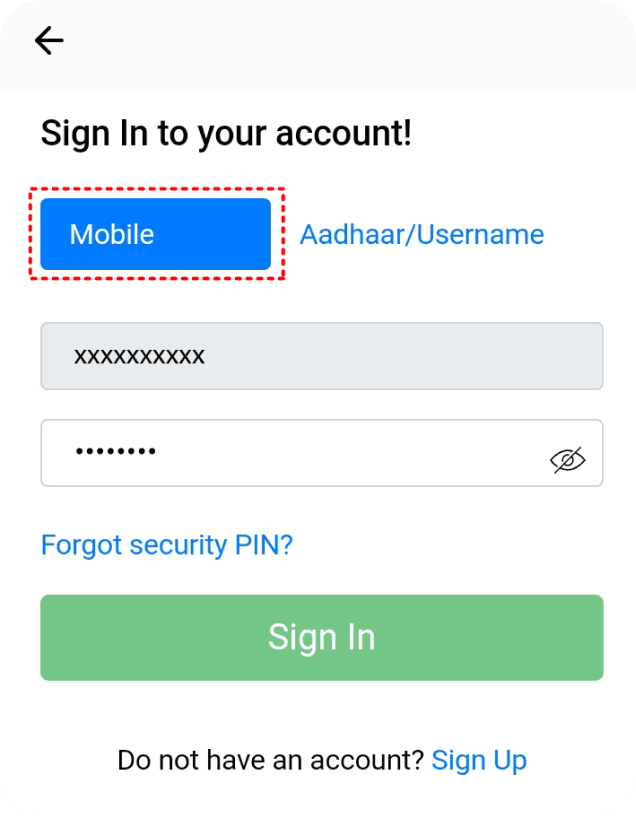 Sign In to your account!
Mobile
Aadhaar/Username
xxxxxxxxxx
••••••••
Forgot security PIN?
Sign In
Do not have an account? Sign Up